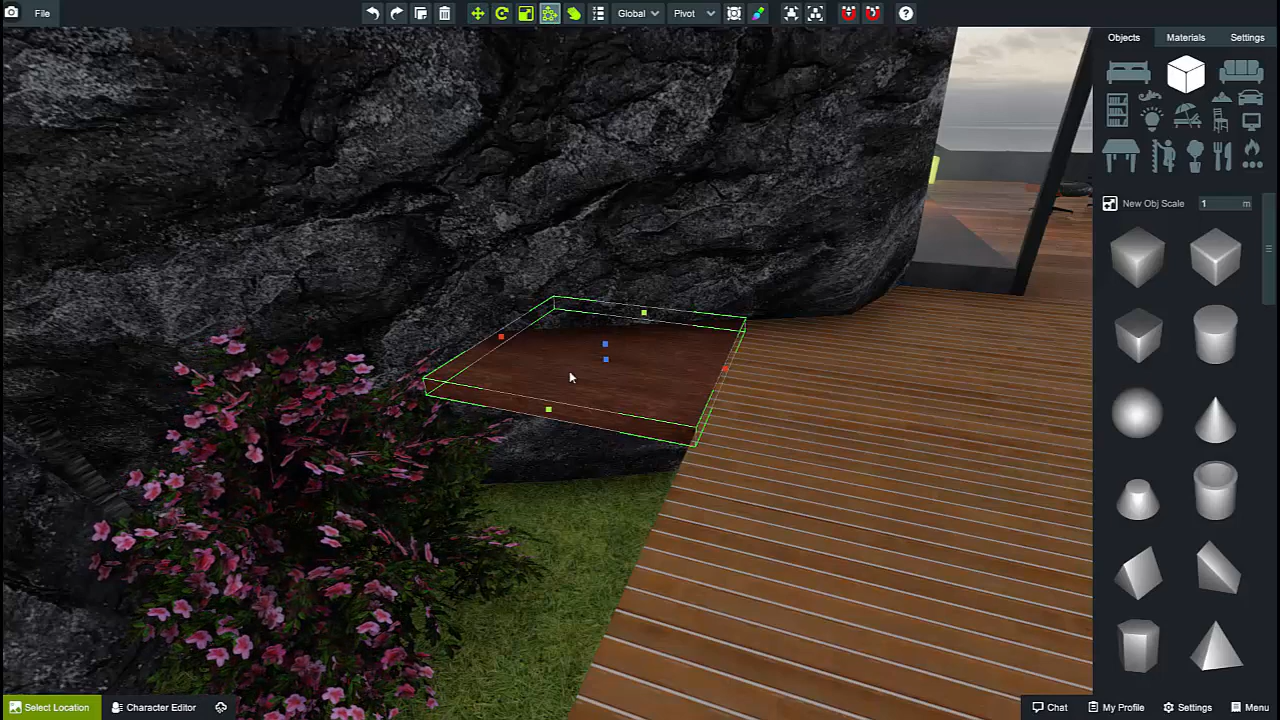 File
Global
Pivot
Objects
Materials
Settings
New Obj Scale
1 m
Select Location
Character Editor
Chat
My Profile
Settings
Menu